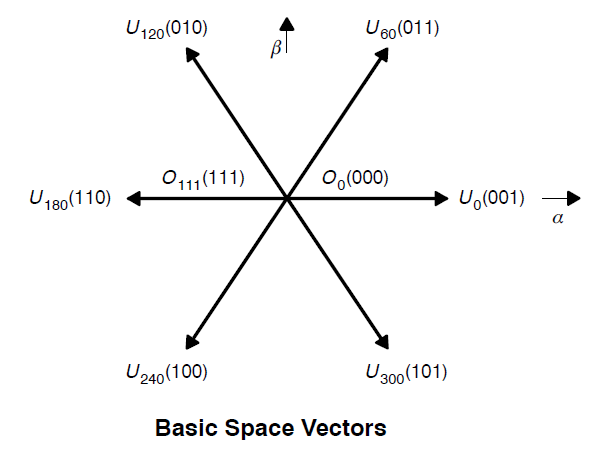 U120(010)
β
U60(011)
O111(111)
O0(000)
U180(110)
U0(001)
α
U240(100)
U300(101)
Basic Space Vectors